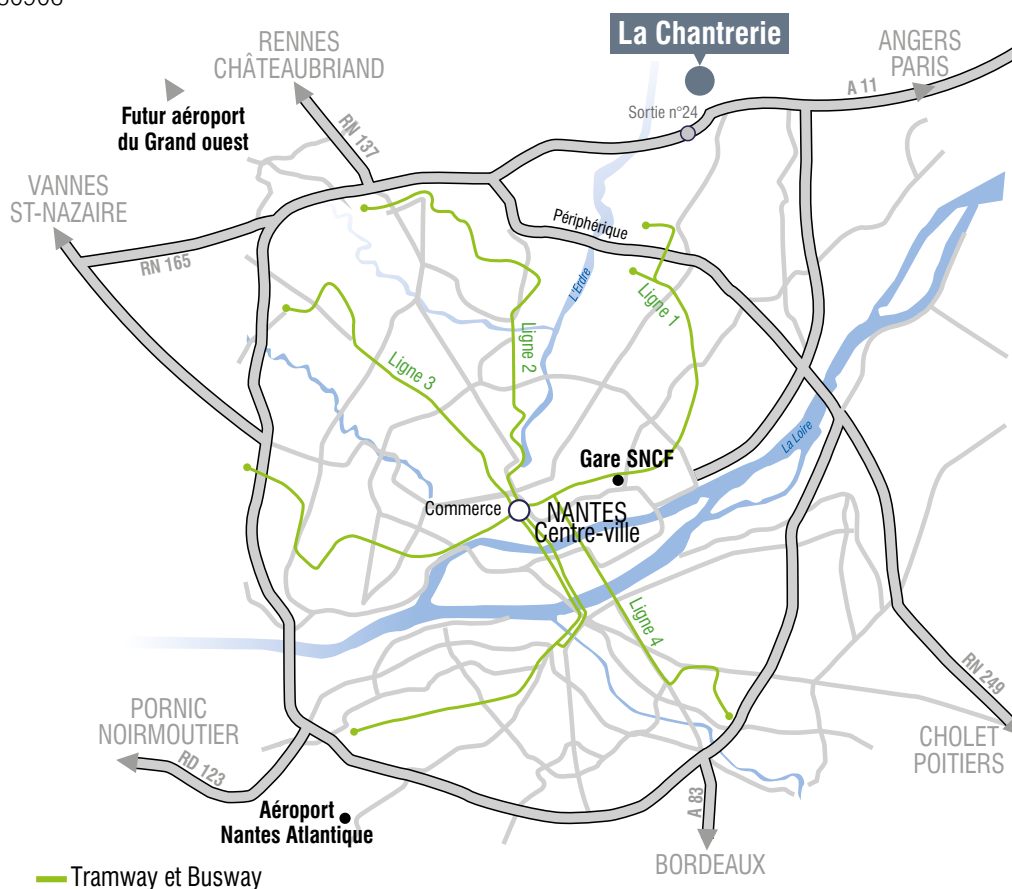 La Chantrerie
RENNES
CHÂTEAUBRIAND
ANGERS
PARIS
A 11
Futur aéroport
du Grand ouest
Sortie n°24
RN 137
VANNES
ST-NAZAIRE
Périphérique
RN 165
L'Erdre
Ligne 1
Ligne 2
Ligne 3
La Loire
Gare SNCF
Commerce
NANTES
Centre-ville
Ligne 4
RN 249
PORNIC
NOIRMOUTIER
CHOLET
POITIERS
RD 123
A 83
Aéroport
Nantes Atlantique
BORDEAUX
Tramway et Busway